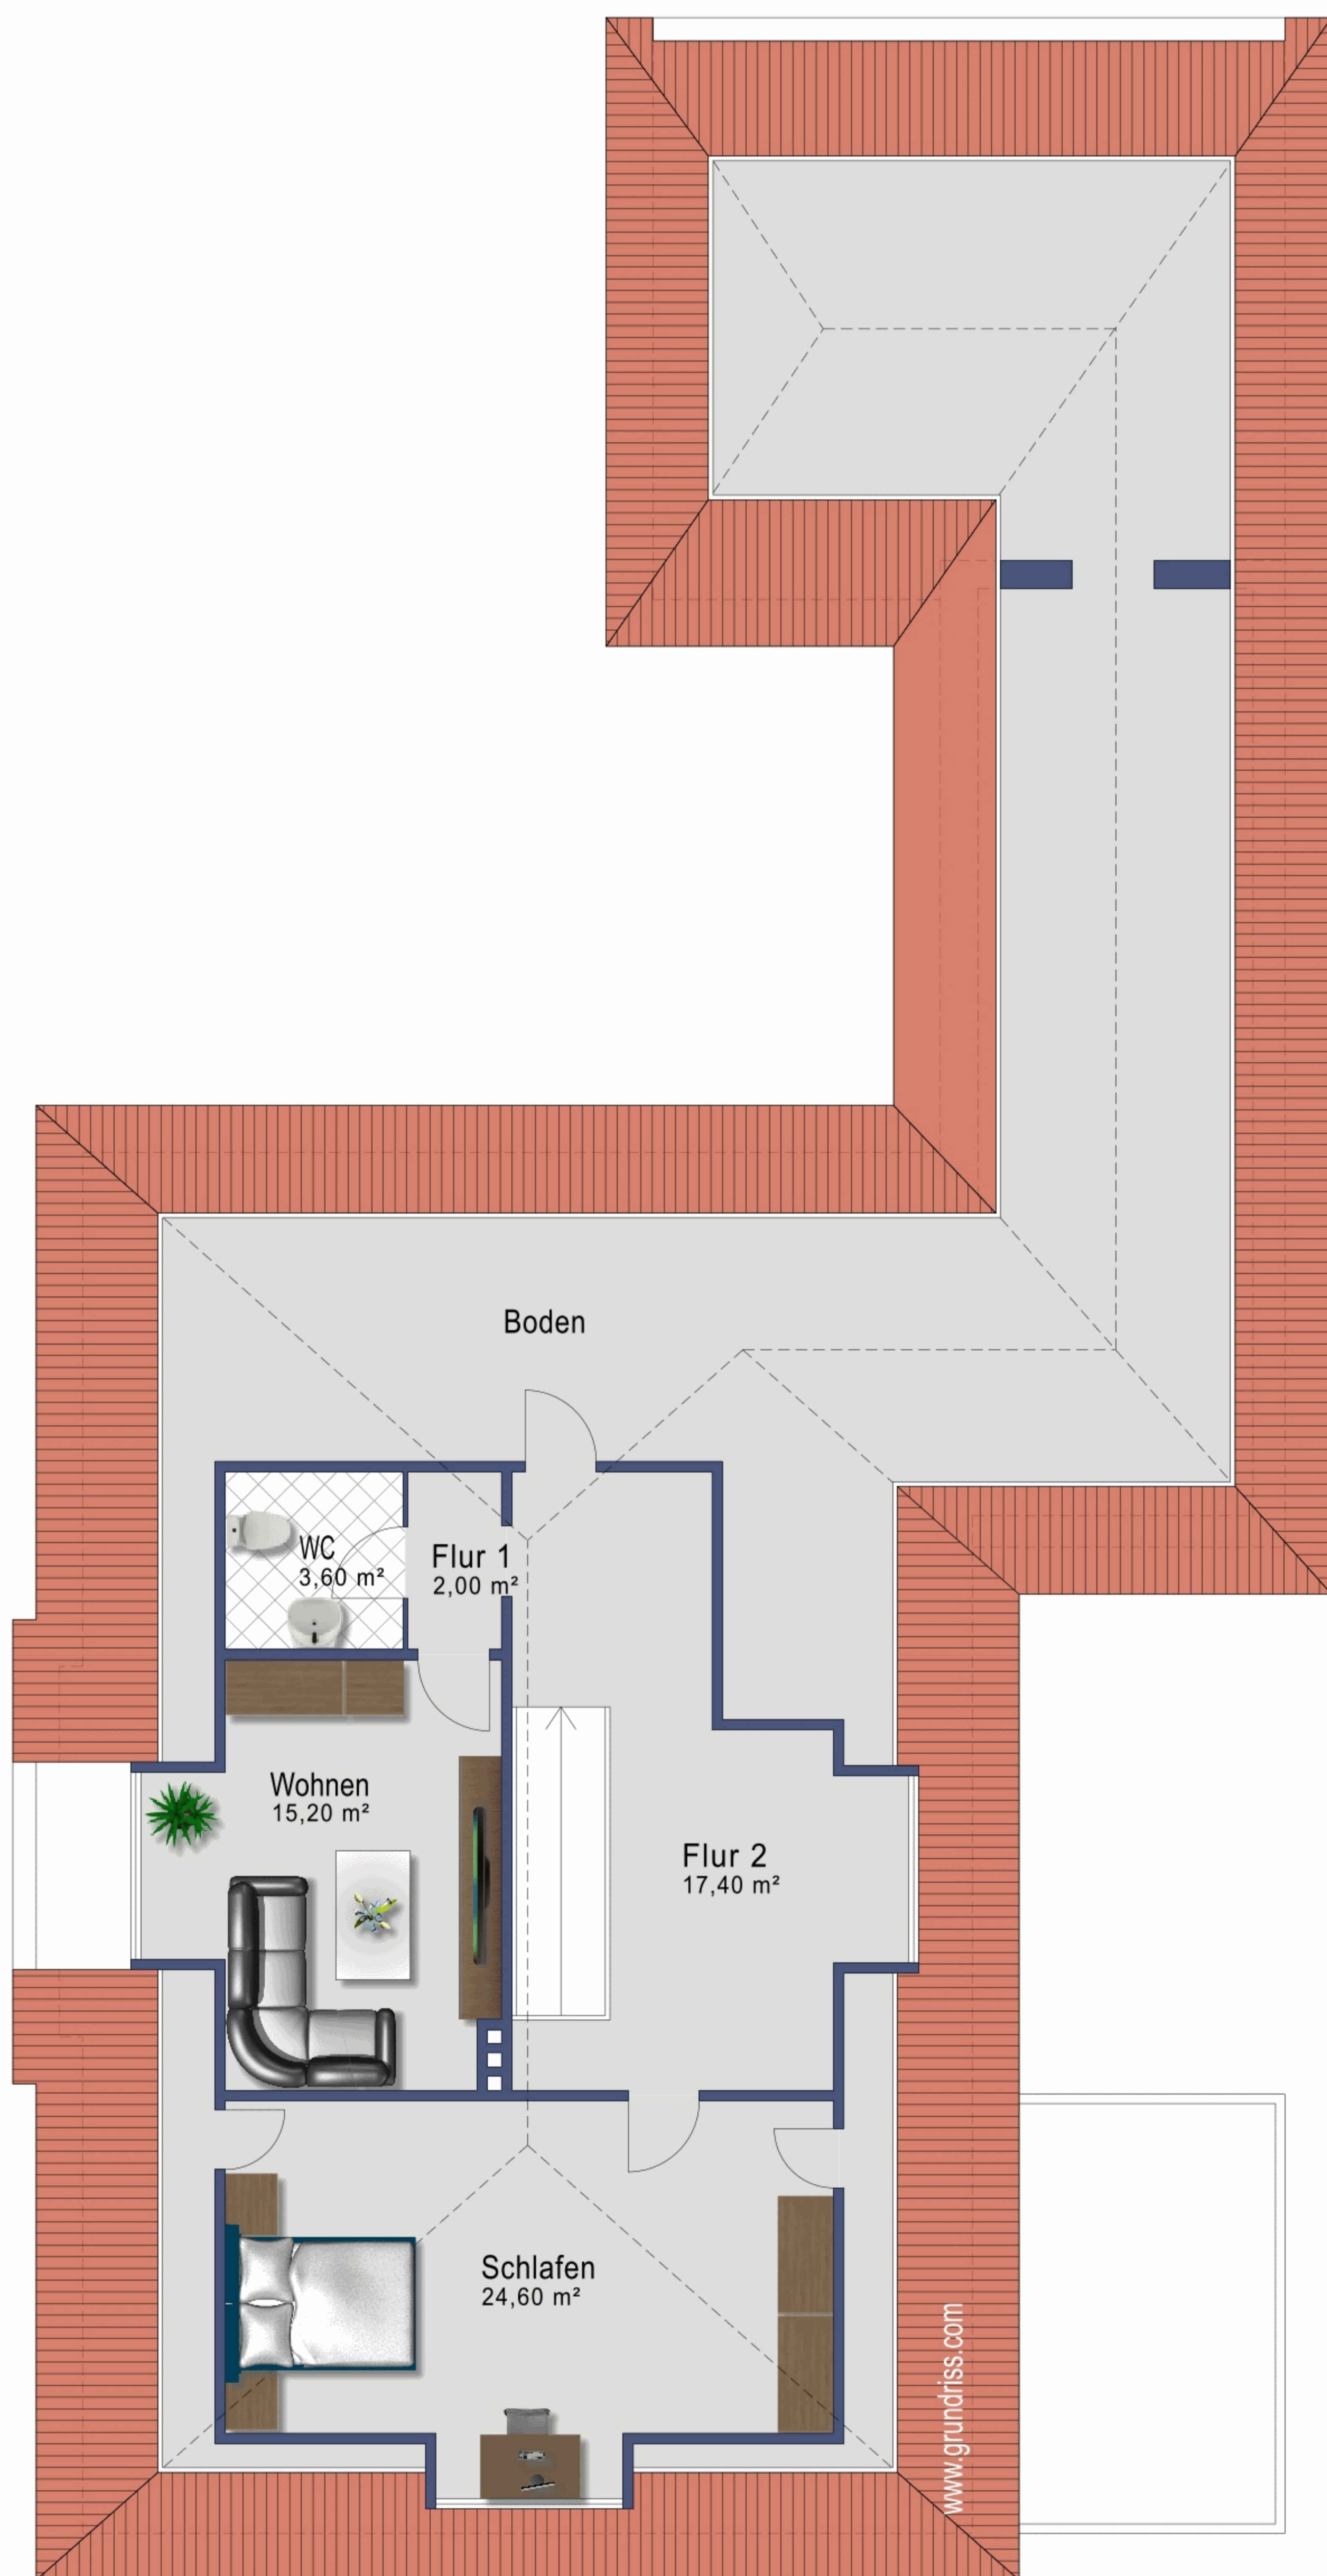 Boden
WC
3,60 m²
Flur 1
2,00 m²
Wohnen
15,20 m²
Flur 2
17,40 m²
Schlafen
24,60 m²
www.grundriss.com